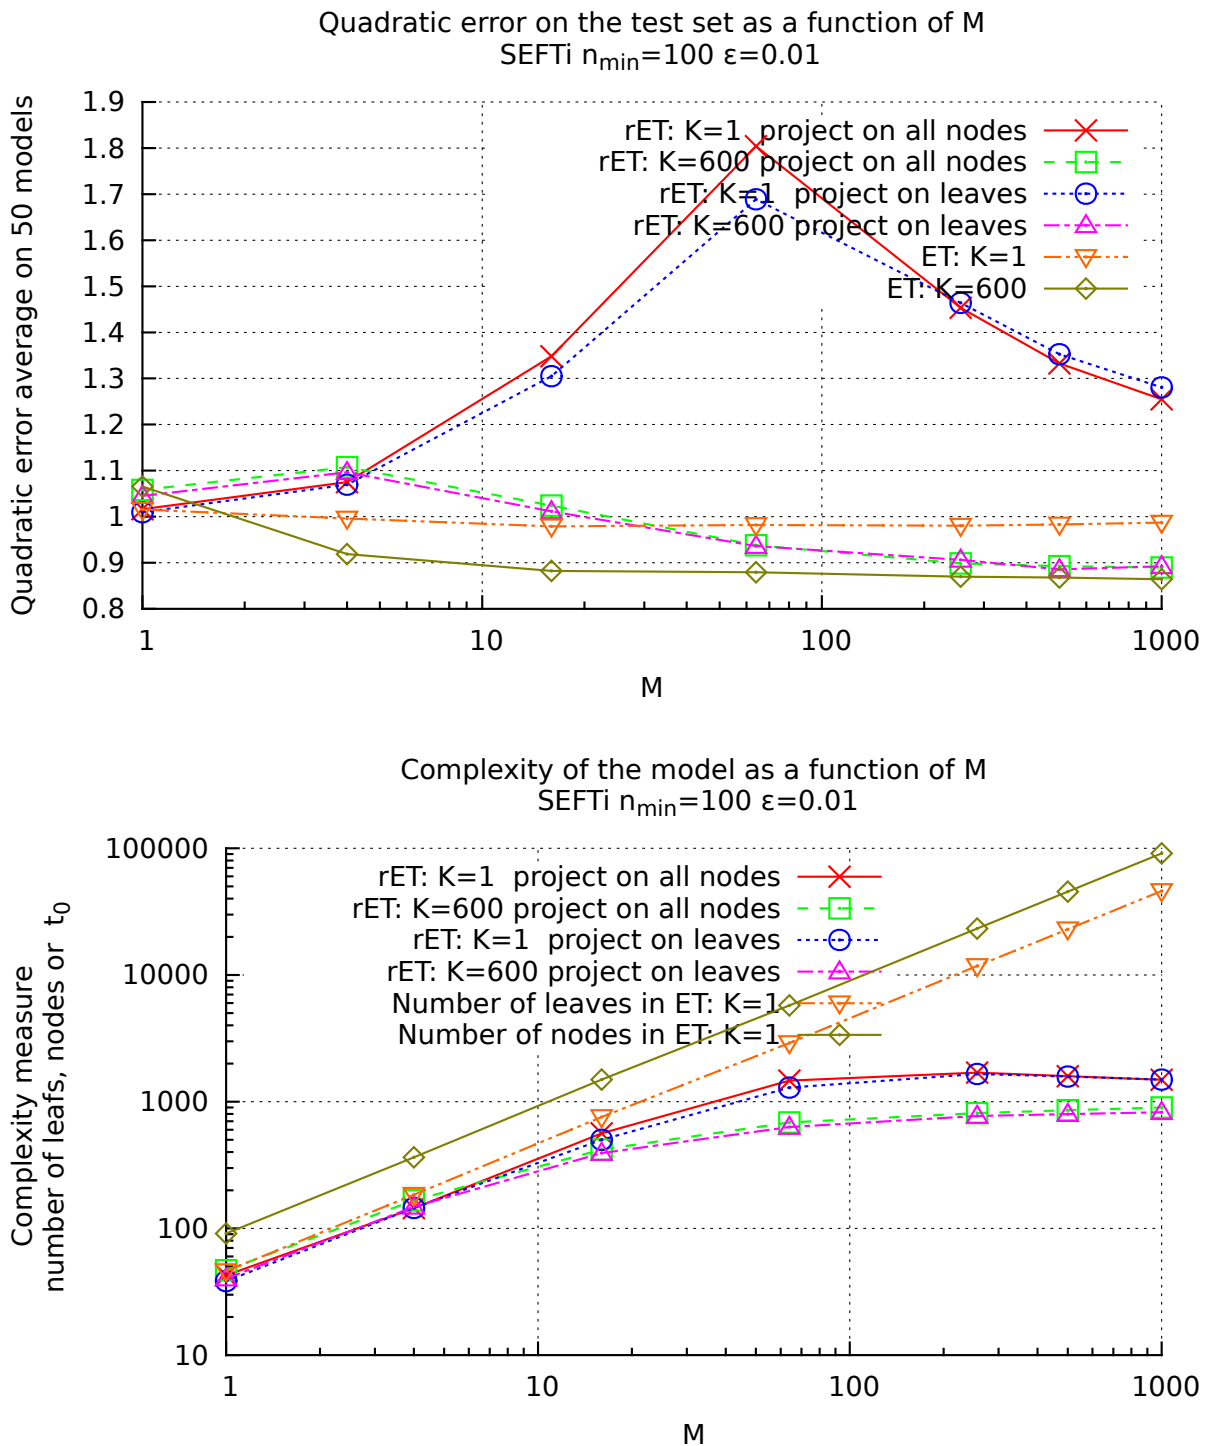 Quadratic error on the test set as a function of M
SEFTi n_min=100 ε=0.01
Quadratic error average on 50 models
1.9
1.8
1.7
1.6
1.5
1.4
1.3
1.2
1.1
1
0.9
0.8
rET: K=1 project on all nodes
rET: K=600 project on all nodes
rET: K=1 project on leaves
rET: K=600 project on leaves
ET: K=1
ET: K=600
1 10 100 1000
M
Complexity of the model as a function of M
SEFTi n_min=100 ε=0.01
Complexity measure
number of leafs, nodes or t_0
100000
10000
1000
100
10
rET: K=1 project on all nodes
rET: K=600 project on all nodes
rET: K=1 project on leaves
rET: K=600 project on leaves
Number of leaves in ET: K=1
Number of nodes in ET: K=1
1 10 100 1000
M